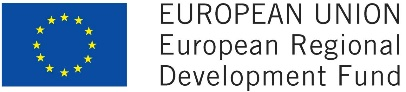 EUROPEAN UNION
European Regional
Development Fund